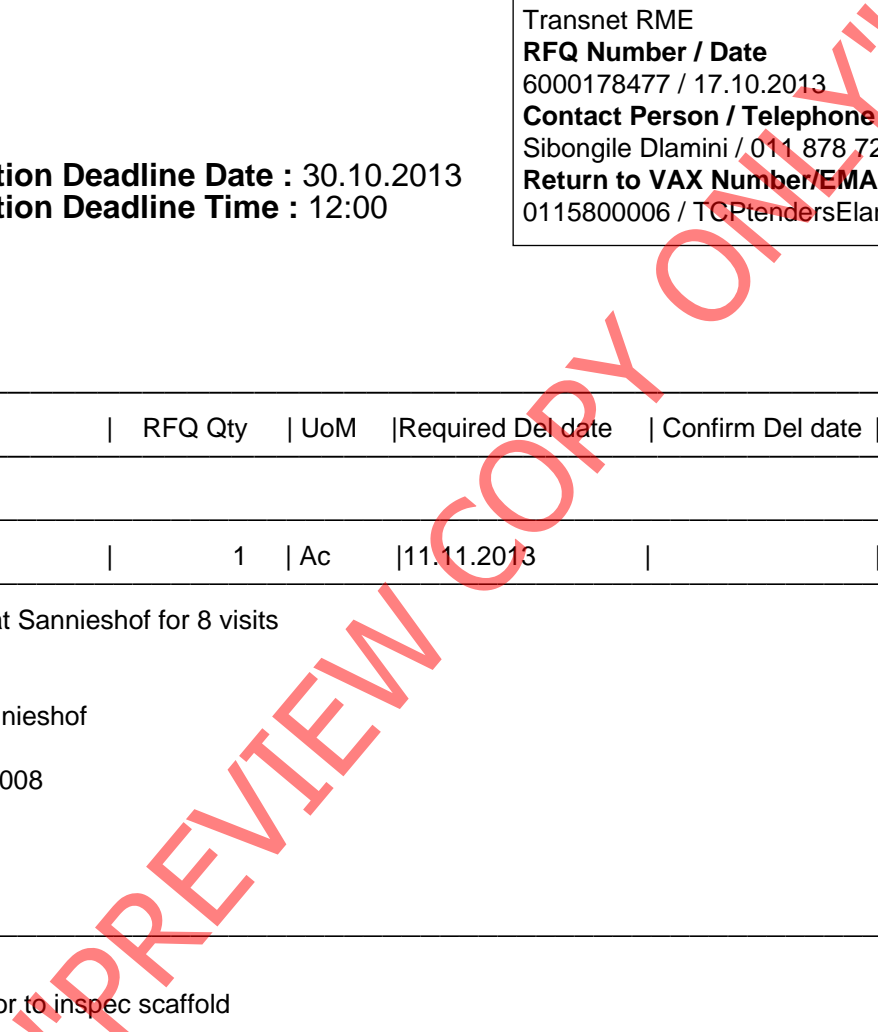 Transnet RME
RFQ Number / Date
6000178477 / 17.10.2013
Contact Person / Telephone
Sibongile Dlamini / 011 878 72
tion Deadline Date : 30.10.2013
Return to VAX Number/EMA
tion Deadline Time : 12:00
0115800006 / TCPtendersElan
| RFQ Qty | UoM |Required Del date | Confirm Del date |
| 1 | Ac |11.11.2013 | |
at Sannieshof for 8 visits
nieshof
008
or to inspec scaffold
"PREVIEW COPY ONLY"